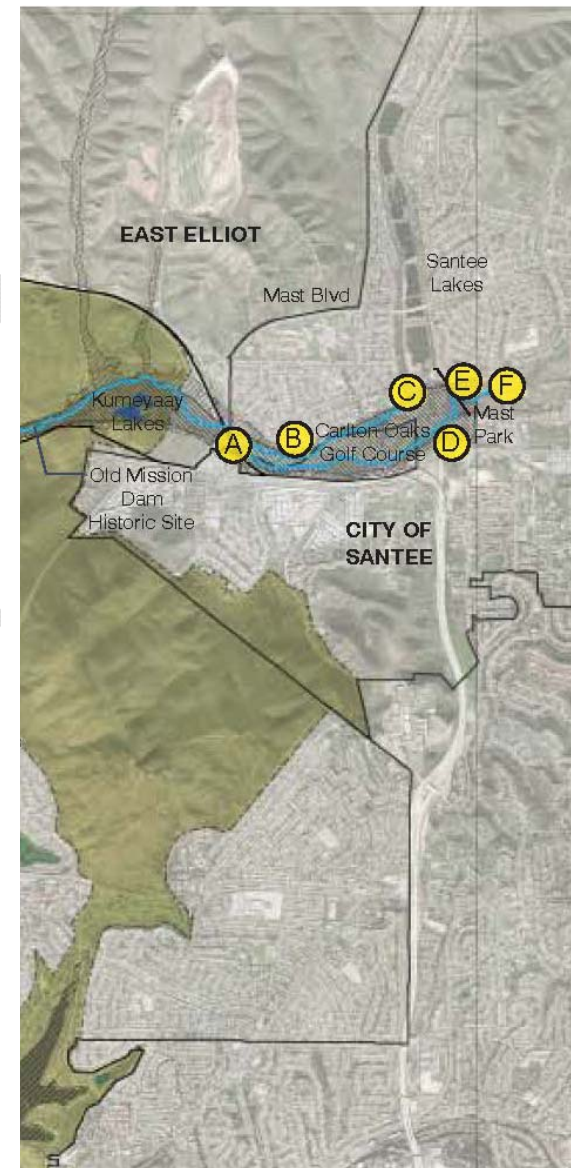 EAST ELLIOT
Santee
Lakes
Mast Blvd
Kumeyaay
Lakes
A
B
C
E
F
Mast
Park
Carlton Oaks
Golf Course
D
Old Mission
Dam
Historic Site
CITY OF
SANTEE